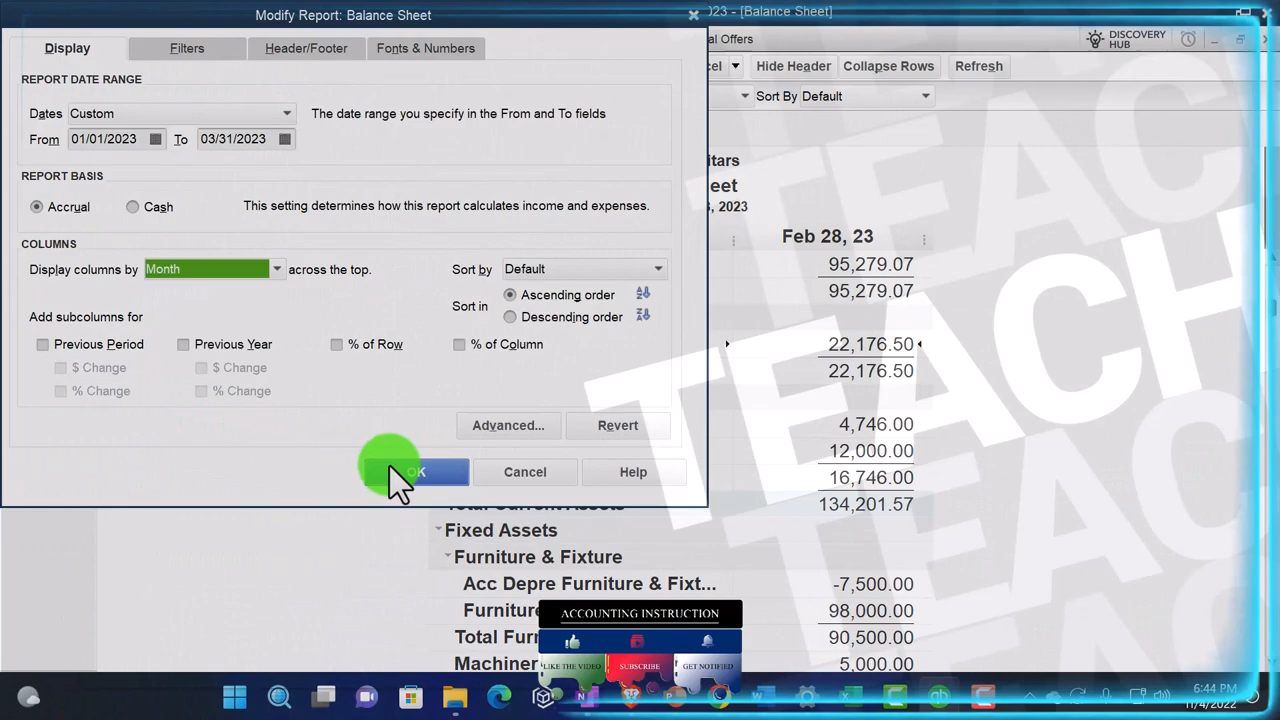 Modify Report: Balance Sheet
023 - [Balance Sheet]
Display
Filters
Header/Footer
Fonts & Numbers
al Offers
DISCOVERY
HUB
cel
Hide Header
Collapse Rows
Refresh
REPORT DATE RANGE
Dates
Custom
The date range you specify in the From and To fields
Sort By
Default
From
01/01/2023
To
03/31/2023
REPORT BASIS
Accrual
Cash
This setting determines how this report calculates income and expenses.
itars
eet
, 2023
COLUMNS
Display columns by
Month
across the top.
Sort by
Default
Sort in
Ascending order
Descending order
Add subcolumns for
Previous Period
Previous Year
% of Row
% of Column
$ Change
$ Change
% Change
% Change
Advanced...
Revert
OK
Cancel
Help
Feb 28, 23
95,279.07
95,279.07
22,176.50
22,176.50
4,746.00
12,000.00
16,746.00
Total Current Assets 134,201.57
Fixed Assets
Furniture & Fixture
Acc Depre Furniture & Fixt... -7,500.00
Furniture 98,000.00
Total Furn 90,500.00
Machiner 5,000.00
TEACH
TEACH
TEACH
ACCOUNTING INSTRUCTION
LIKE THE VIDEO
SUBSCRIBE
GET NOTIFIED
6:44 PM
11/4/2022